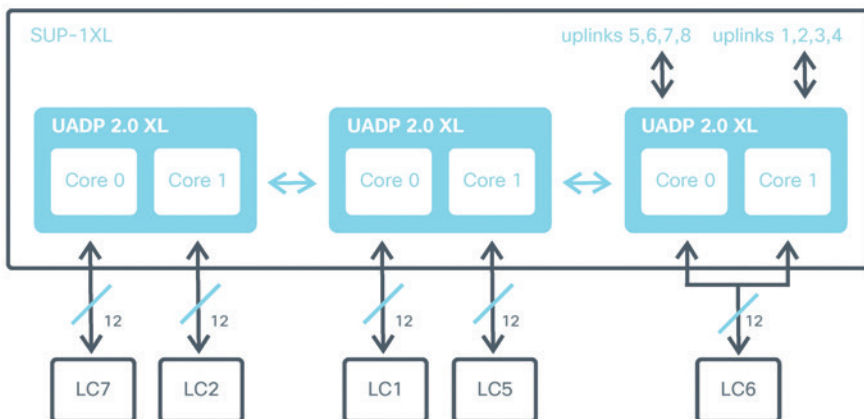 SUP-1XL
uplinks 5,6,7,8
uplinks 1,2,3,4
UADP 2.0 XL
Core 0
Core 1
UADP 2.0 XL
Core 0
Core 1
UADP 2.0 XL
Core 0
Core 1
12
12
12
12
12
LC7
LC2
LC1
LC5
LC6